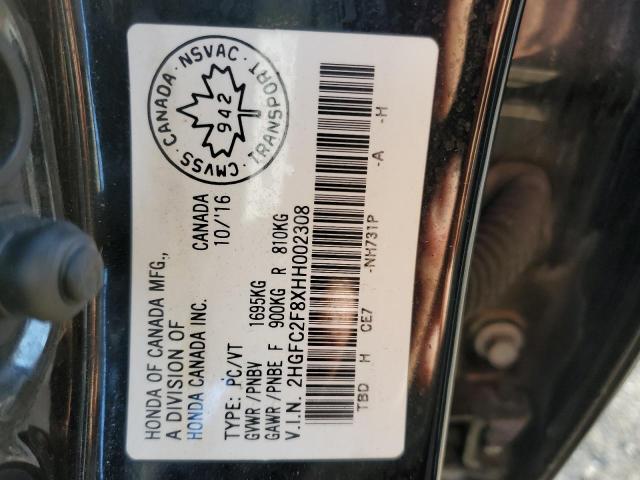 HONDA OF CANADA MFG.,
A DIVISION OF
HONDA CANADA INC.
CANADA
10/'16
CMVSS · CANADA · NSVAC · TRANSPORT
942
TYPE: PC/VT
GVWR/PNBV 1695KG
GAWR/PNBE F 900KG R 810KG
V.I.N. 2HGFC2F8XHH002308
TBD H CE7 -NH731P -A -H